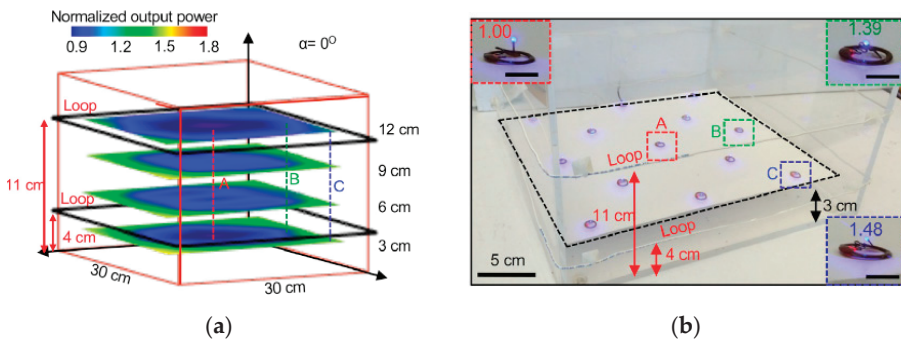 Normalized output power
0.9 1.2 1.5 1.8
α= 0°
Loop
12 cm
9 cm
11 cm
A
B
C
Loop
6 cm
4 cm
3 cm
30 cm
30 cm
(a)
1.00
1.39
A
B
Loop
C
11 cm
3 cm
Loop
4 cm
5 cm
1.48
(b)